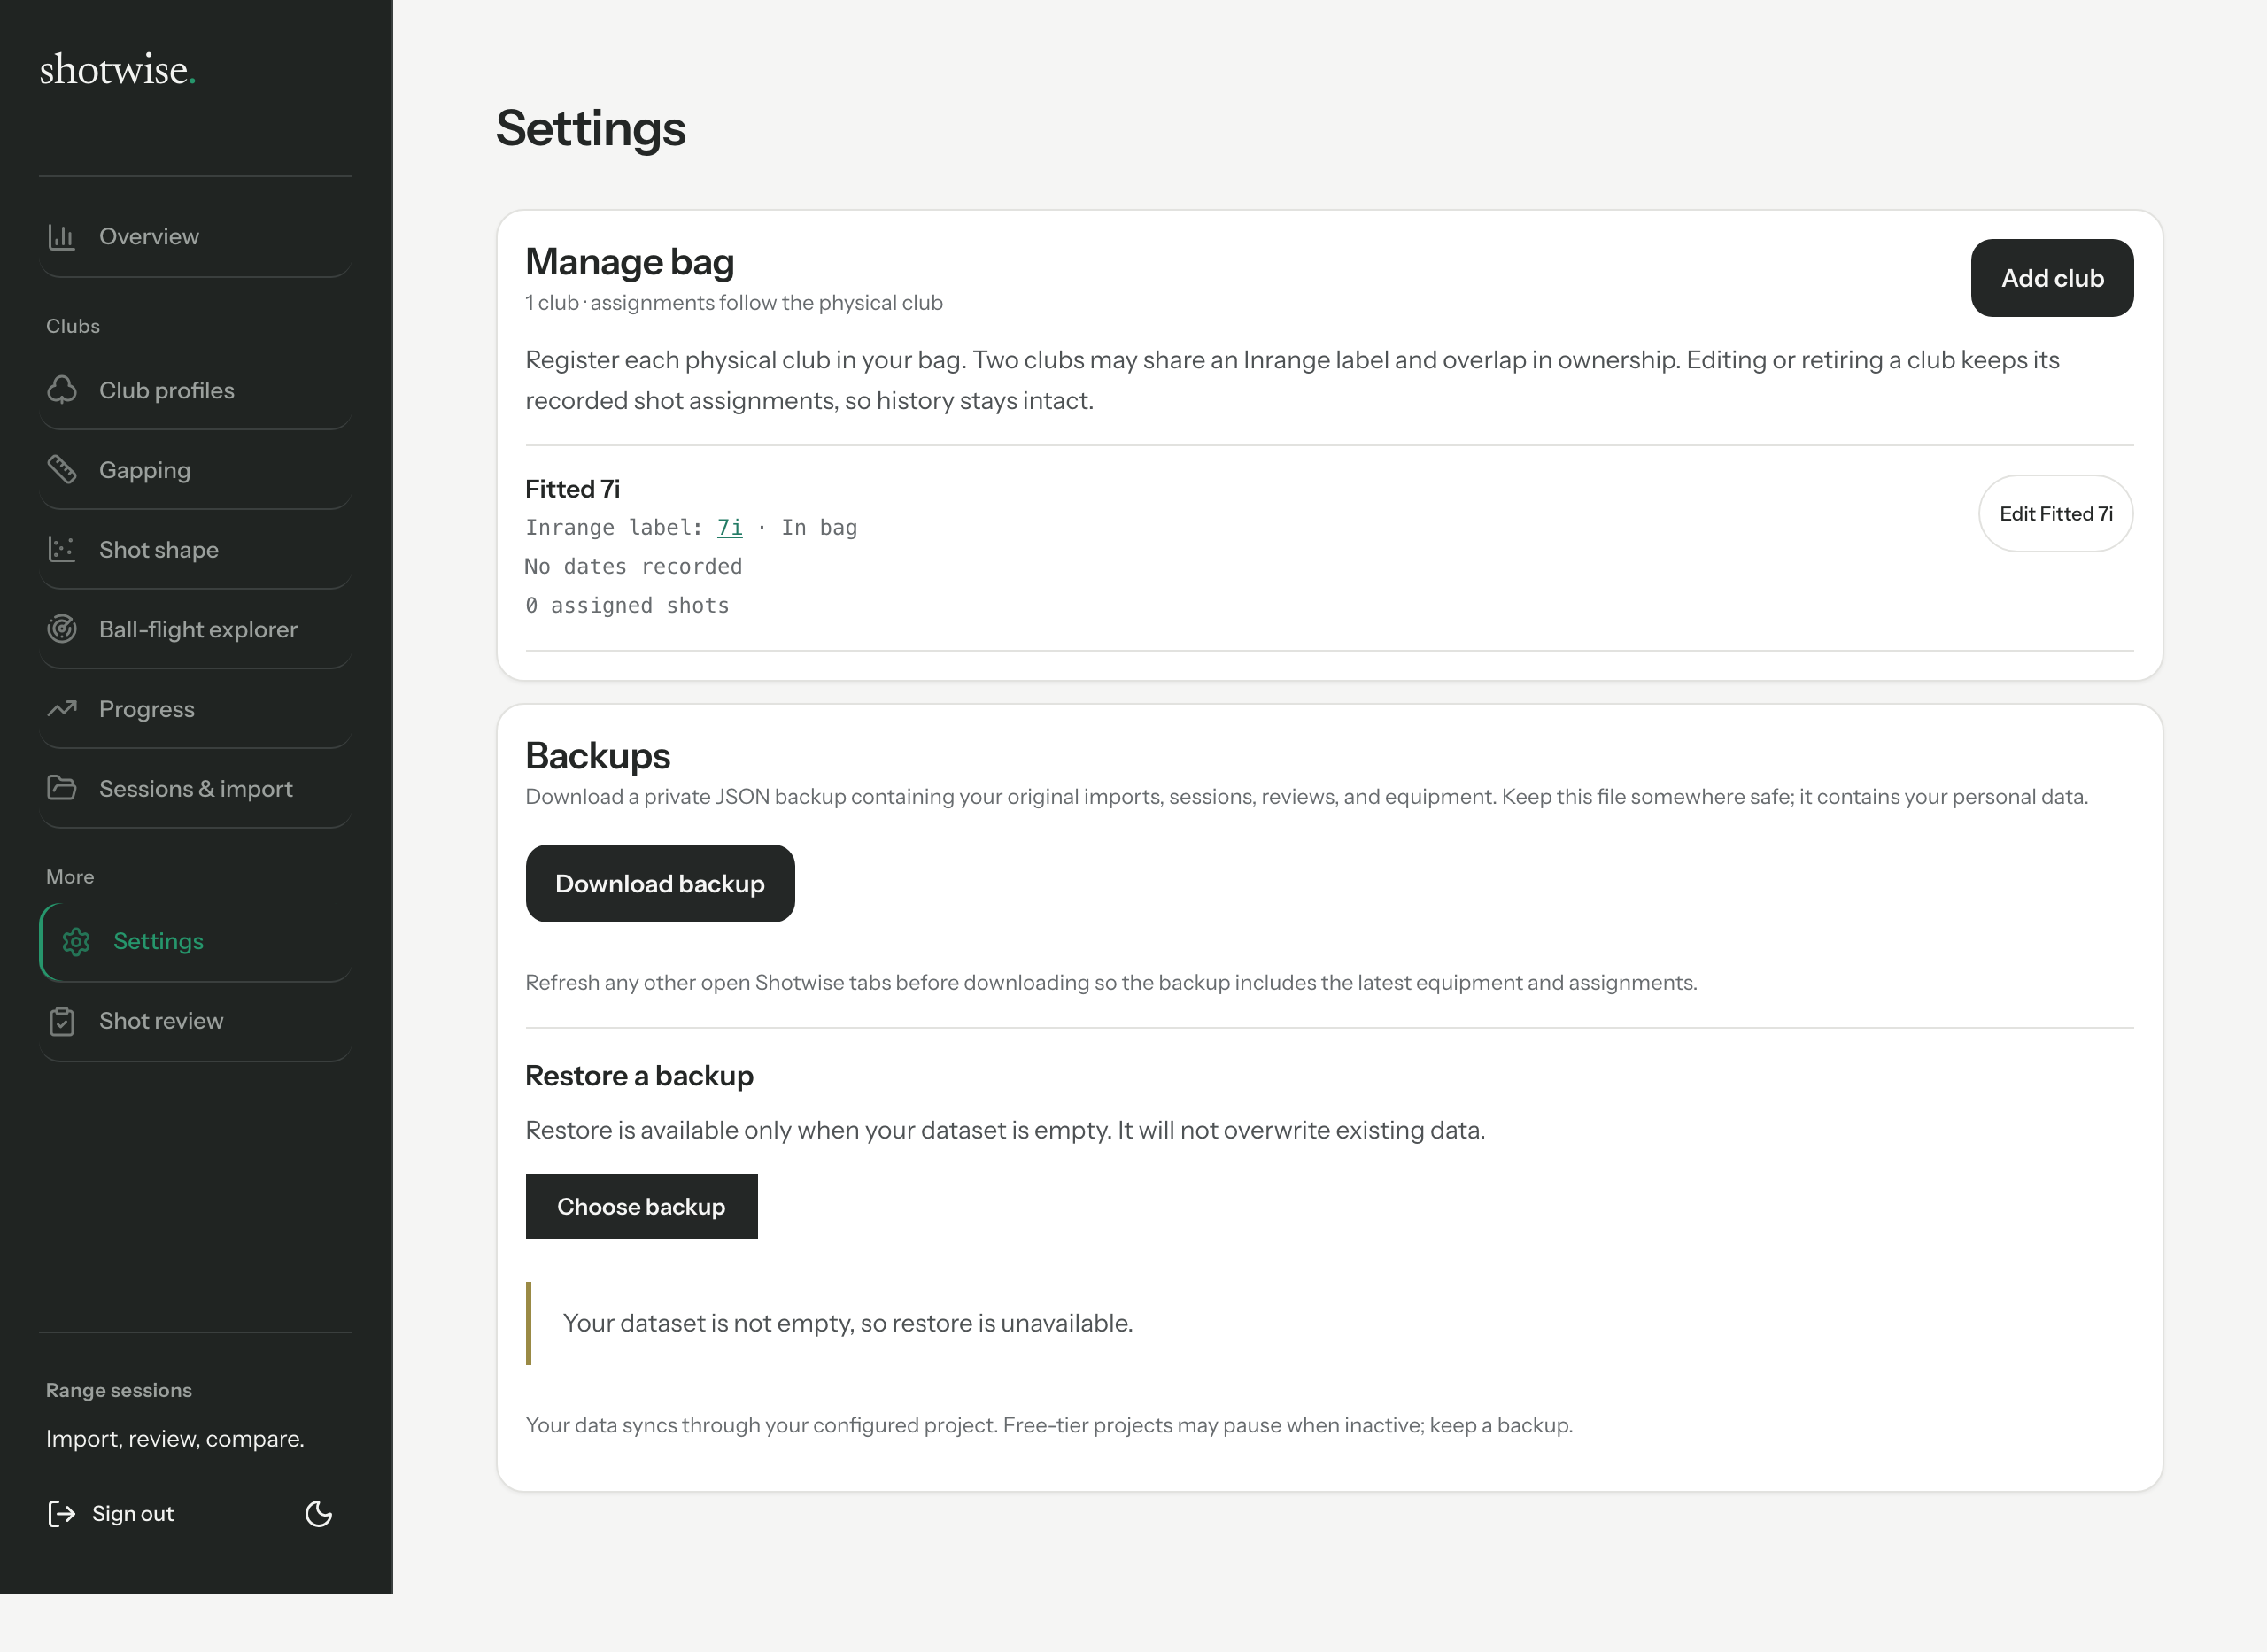 shotwise.
Overview
Clubs
Club profiles
Gapping
Shot shape
Ball-flight explorer
Progress
Sessions & import
More
Settings
Shot review
Range sessions
Import, review, compare.
Sign out
Settings
Manage bag
1 club · assignments follow the physical club
Add club
Register each physical club in your bag. Two clubs may share an Inrange label and overlap in ownership. Editing or retiring a club keeps its
recorded shot assignments, so history stays intact.
Fitted 7i
Inrange label: 7i · In bag
No dates recorded
0 assigned shots
Edit Fitted 7i
Backups
Download a private JSON backup containing your original imports, sessions, reviews, and equipment. Keep this file somewhere safe; it contains your personal data.
Download backup
Refresh any other open Shotwise tabs before downloading so the backup includes the latest equipment and assignments.
Restore a backup
Restore is available only when your dataset is empty. It will not overwrite existing data.
Choose backup
Your dataset is not empty, so restore is unavailable.
Your data syncs through your configured project. Free-tier projects may pause when inactive; keep a backup.